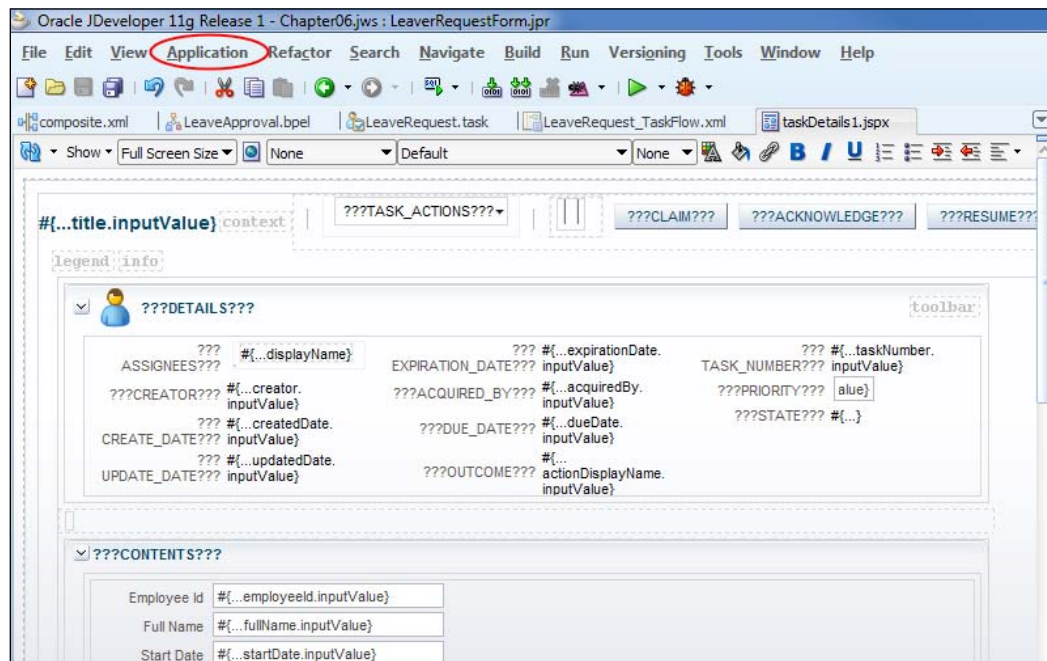 Oracle JDeveloper 11g Release 1 - Chapter06.jws : LeaverRequestForm.jpr
File Edit View Application Refactor Search Navigate Build Run Versioning Tools Window Help
composite.xml LeaveApproval.bpel LeaveRequest.task LeaveRequest_TaskFlow.xml taskDetails1.jspx
Show Full Screen Size None Default None B I U
#{...title.inputValue} context ???TASK_ACTIONS??? ???CLAIM??? ???ACKNOWLEDGE??? ???RESUME???
legend info
???DETAILS??? toolbar
??? ASSIGNEES??? #{...displayName}
???CREATOR??? #{...creator.
inputValue}
???
CREATE_DATE??? #{...createdDate.
inputValue}
???
UPDATE_DATE??? #{...updatedDate.
inputValue}
???
EXPIRATION_DATE??? #{...expirationDate.
inputValue}
???ACQUIRED_BY??? #{...acquiredBy.
inputValue}
???DUE_DATE??? #{...dueDate.
inputValue}
???OUTCOME??? #{...
actionDisplayName.
inputValue}
???
TASK_NUMBER??? #{...taskNumber.
inputValue}
???PRIORITY??? alue}
???STATE??? #{...}
???CONTENTS???
Employee Id #{...employeeId.inputValue}
Full Name #{...fullName.inputValue}
Start Date #{...startDate.inputValue}